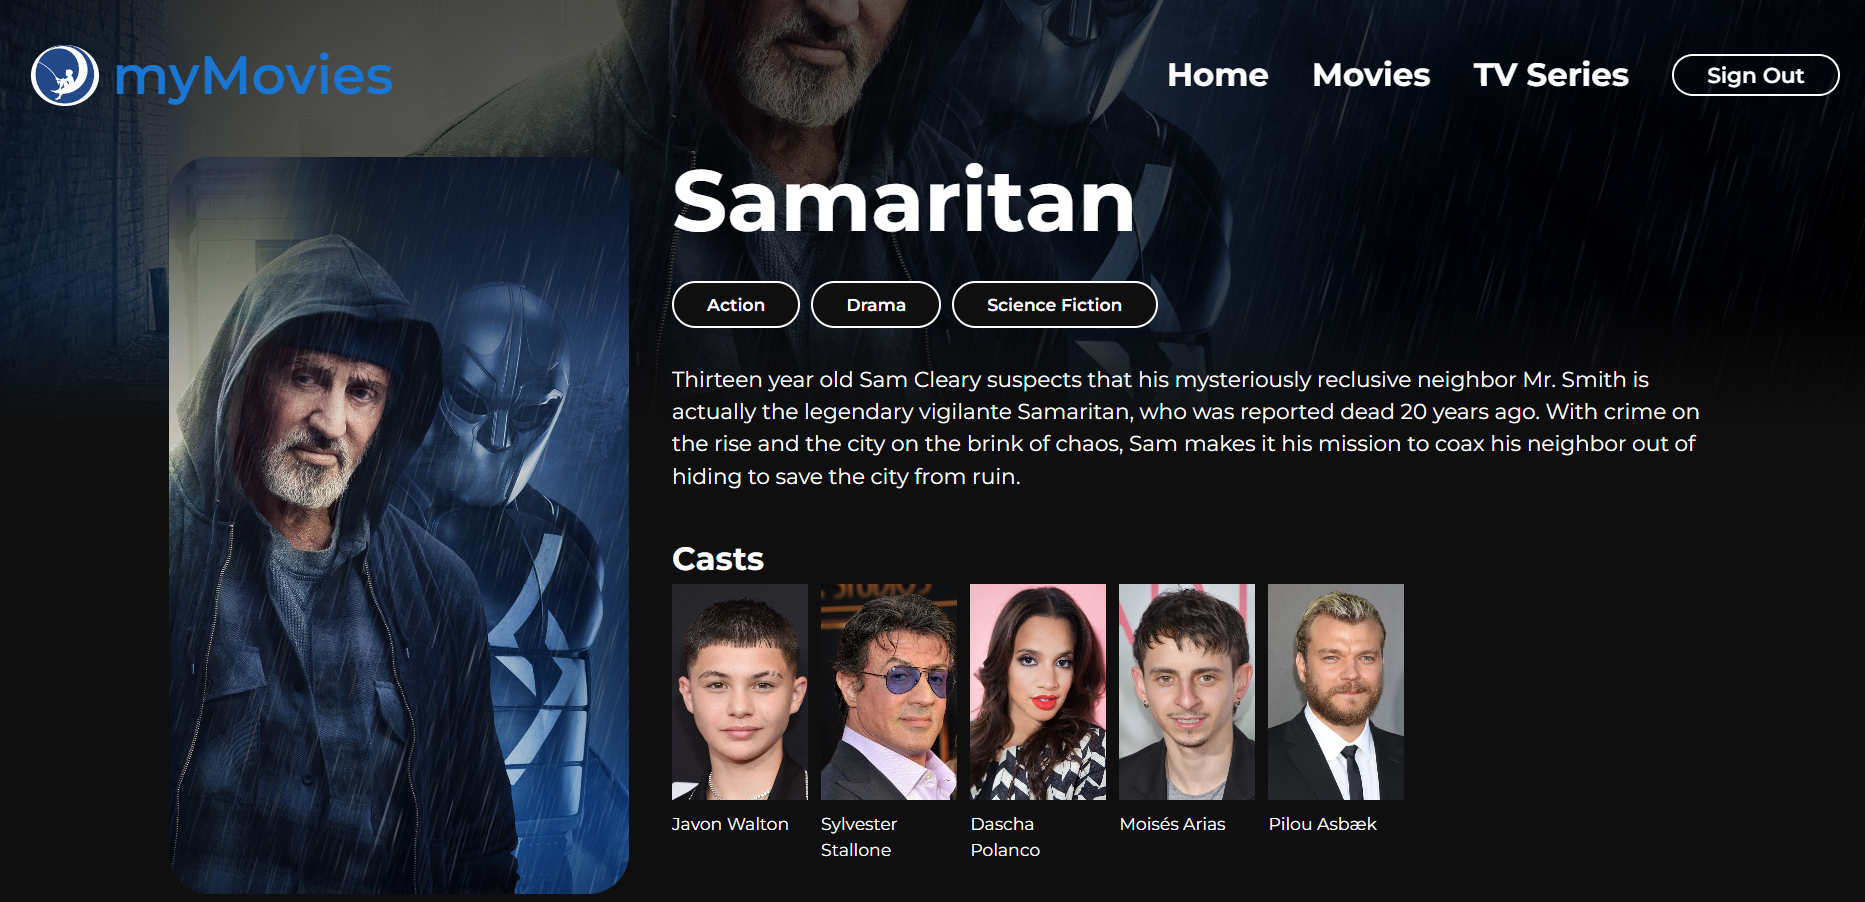 myMovies
Home Movies TV Series Sign Out
Samaritan
Action Drama Science Fiction
Thirteen year old Sam Cleary suspects that his mysteriously reclusive neighbor Mr. Smith is
actually the legendary vigilante Samaritan, who was reported dead 20 years ago. With crime on
the rise and the city on the brink of chaos, Sam makes it his mission to coax his neighbor out of
hiding to save the city from ruin.
Casts
STUDIOS
Javon Walton
Sylvester
Stallone
Dascha
Polanco
Moisés Arias
Pilou Asbæk